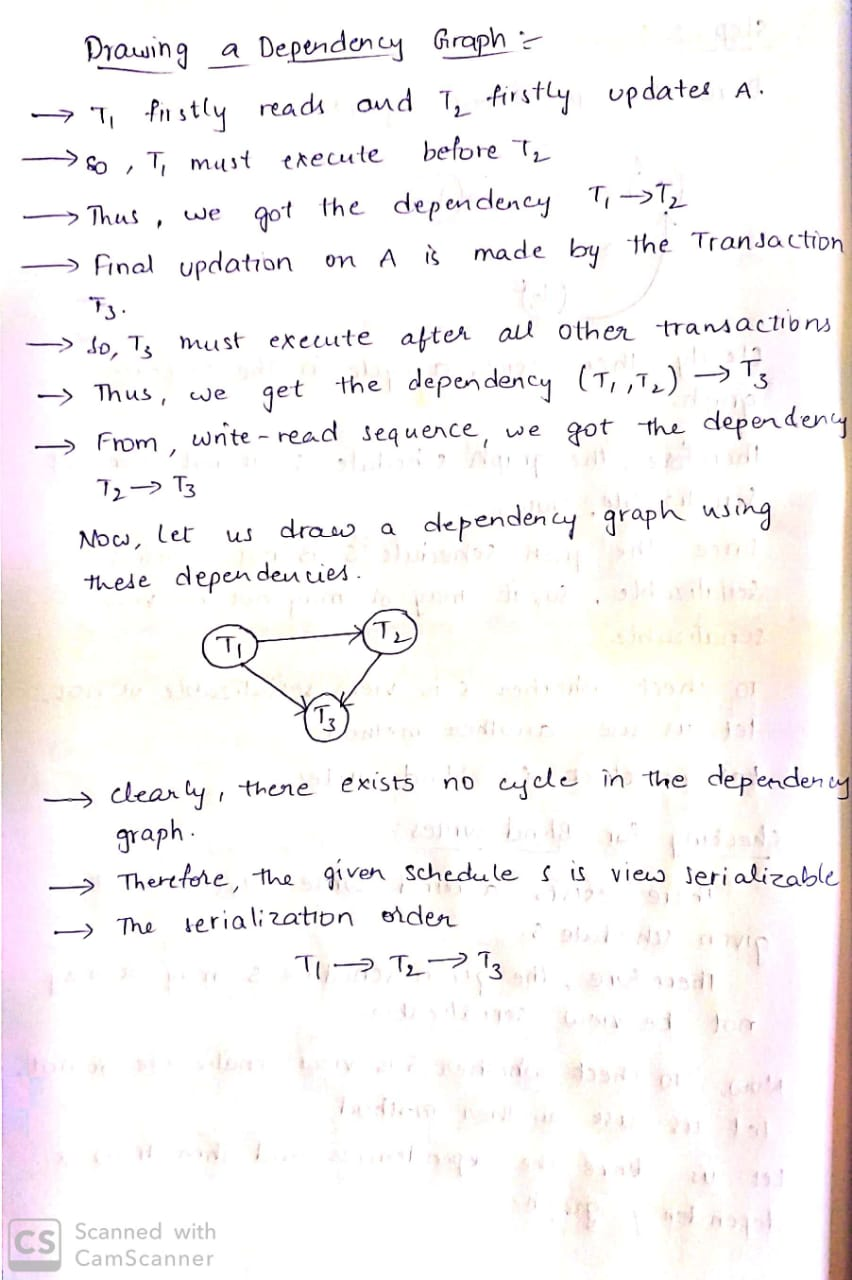 Drawing a Dependency Graph :-
→ T₁ firstly reads and T₂ firstly updates A.
→ So, T₁ must execute before T₂
→ Thus, we got the dependency T₁ → T₂
→ Final updation on A is made by the Transaction
T₃.
→ So, T₃ must execute after all other transactions
→ Thus, we get the dependency (T₁, T₂) → T₃
→ From, write-read sequence, we got the dependency
T₂ → T₃
Now, Let us draw a dependency graph using
these dependencies.
T₁ T₂
T₃
→ clearly, there exists no cycle in the dependency
graph.
→ Therefore, the given schedule s is view serializable
→ The serialization order
T₁ → T₂ → T₃
CS Scanned with
CamScanner